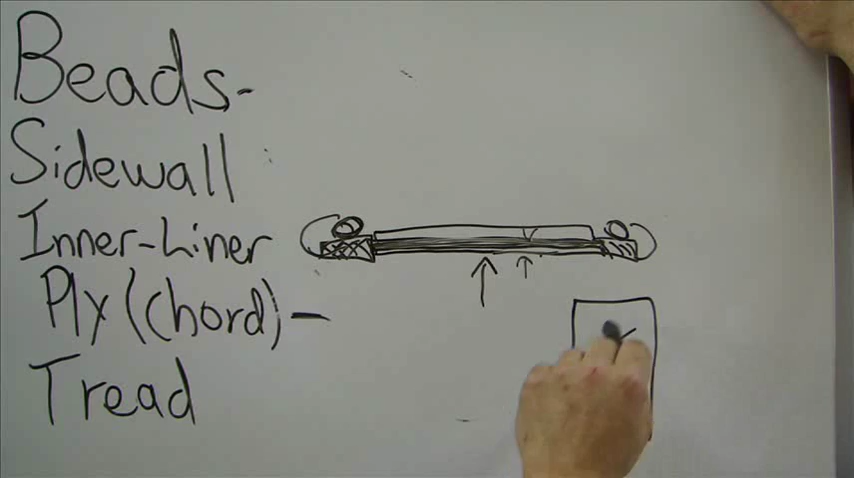 Beads-
Sidewall
Inner-Liner
Ply (chord) -
Tread